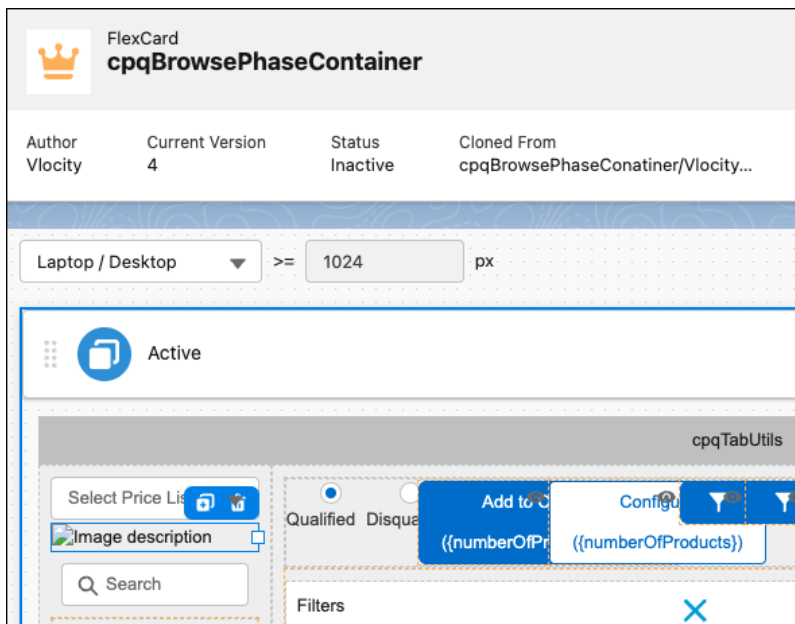 FlexCard
cpqBrowsePhaseContainer
Author Current Version Status Cloned From
Vlocity 4 Inactive cpqBrowsePhaseConatiner/Vlocity...
Laptop / Desktop >= 1024 px
Active
cpqTabUtils
Select Price Lis
Qualified Disqua
Add to C Configu
({numberOfPr ({numberOfProducts})
Image description
Search
Filters